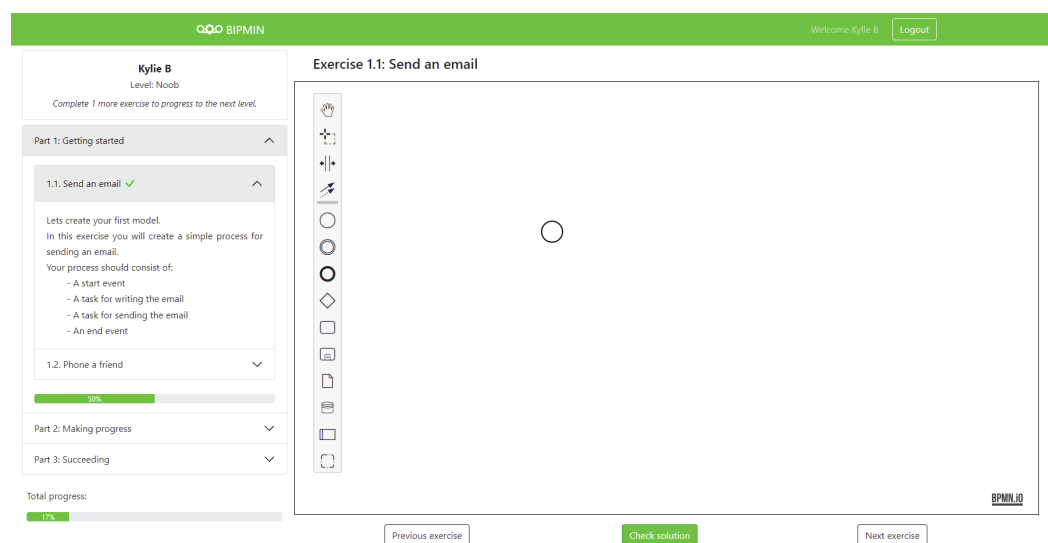 BIPMIN
Welcome Kylie B
Logout
Kylie B
Level: Noob
Complete 1 more exercise to progress to the next level.
Part 1: Getting started
1.1. Send an email
Lets create your first model.
In this exercise you will create a simple process for
sending an email.
Your process should consist of:
- A start event
- A task for writing the email
- A task for sending the email
- An end event
1.2. Phone a friend
50%
Part 2: Making progress
Part 3: Succeeding
Total progress:
17%
Exercise 1.1: Send an email
BPMN.iO
Previous exercise
Check solution
Next exercise